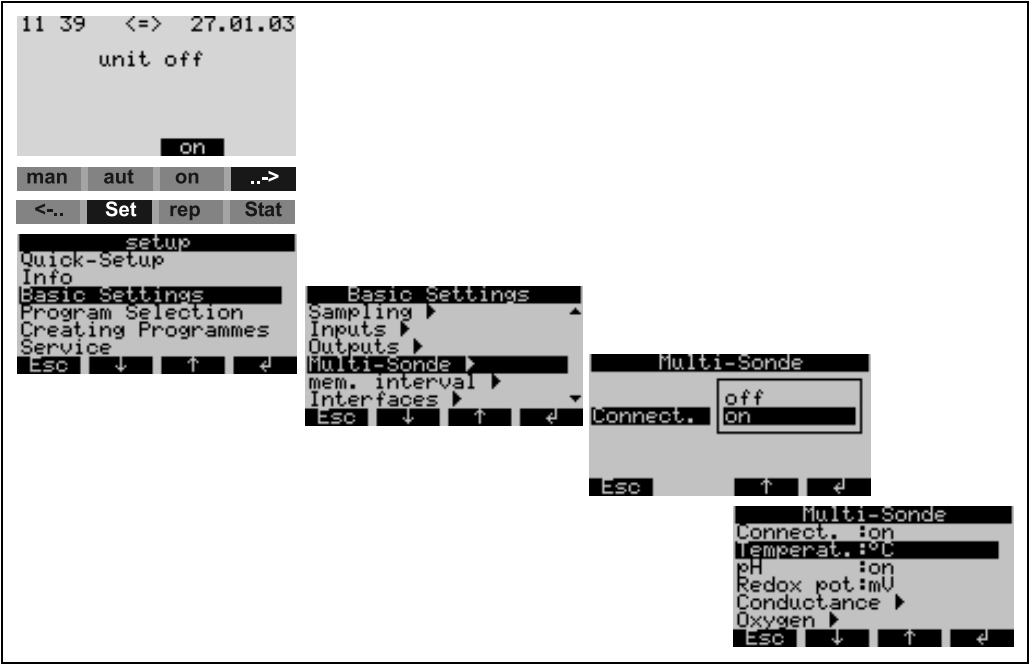 11 39 <=> 27.01.03
unit off
on
man aut on ..->
<-.. Set rep Stat
setup
Quick-Setup
Info
Basic Settings
Program Selection
Creating Programmes
Service
Esc ↓ ↑ ↲
Basic Settings
Sampling ▶
Inputs ▶
Outputs ▶
Multi-Sonde ▶
mem. interval ▶
Interfaces ▶
Esc ↓ ↑ ↲
Multi-Sonde
off
Connect. on
Esc ↑ ↲
Multi-Sonde
Connect. :on
Temperat.:°C
pH :on
Redox pot:mV
Conductance ▶
Oxygen ▶
Esc ↓ ↑ ↲